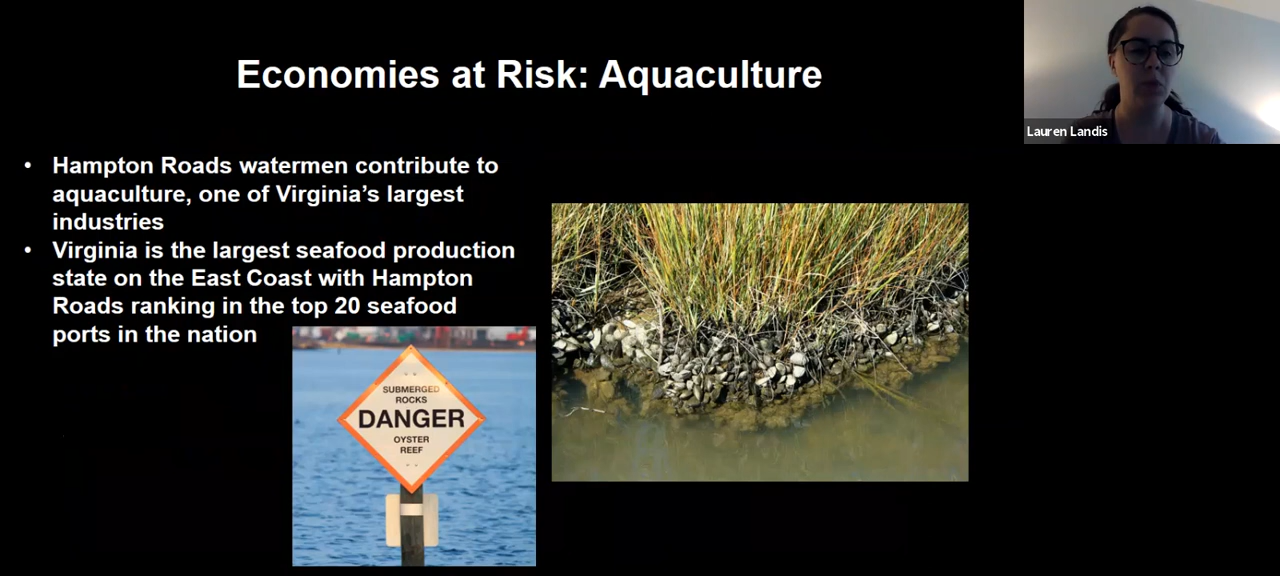 Economies at Risk: Aquaculture
• Hampton Roads watermen contribute to
aquaculture, one of Virginia’s largest
industries
• Virginia is the largest seafood production
state on the East Coast with Hampton
Roads ranking in the top 20 seafood
ports in the nation
SUBMERGED
ROCKS
DANGER
OYSTER
REEF
Lauren Landis